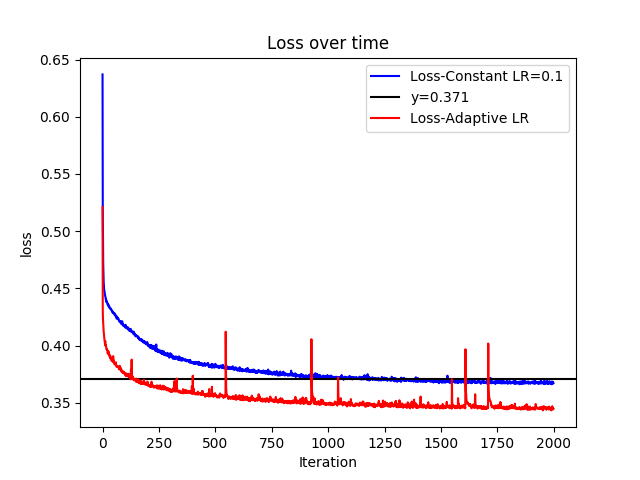 Loss over time
0.65
0.60
0.55
0.50
0.45
0.40
0.35
loss
Loss-Constant LR=0.1
y=0.371
Loss-Adaptive LR
0 250 500 750 1000 1250 1500 1750 2000
Iteration